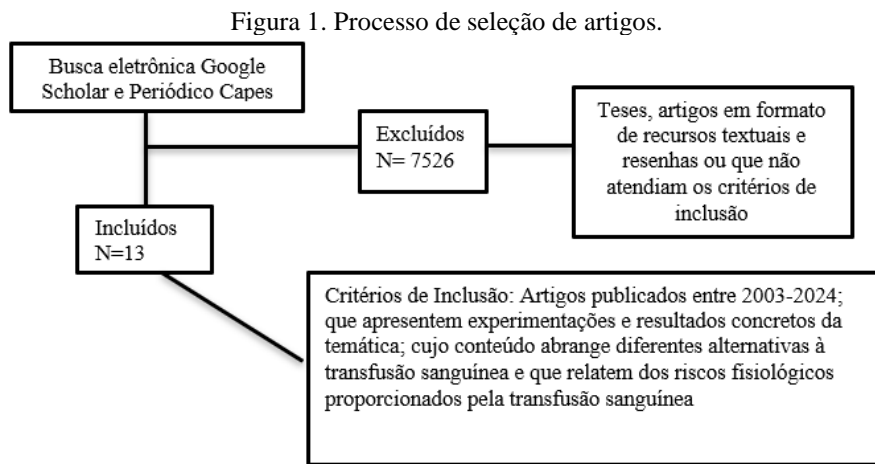 Figura 1. Processo de seleção de artigos.
Busca eletrônica Google
Scholar e Periódico Capes
Excluídos
N= 7526
Teses, artigos em formato
de recursos textuais e
resenhas ou que não
atendiam os critérios de
inclusão
Incluídos
N=13
Critérios de Inclusão: Artigos publicados entre 2003-2024;
que apresentem experimentações e resultados concretos da
temática; cujo conteúdo abrange diferentes alternativas à
transfusão sanguínea e que relatem dos riscos fisiológicos
proporcionados pela transfusão sanguínea